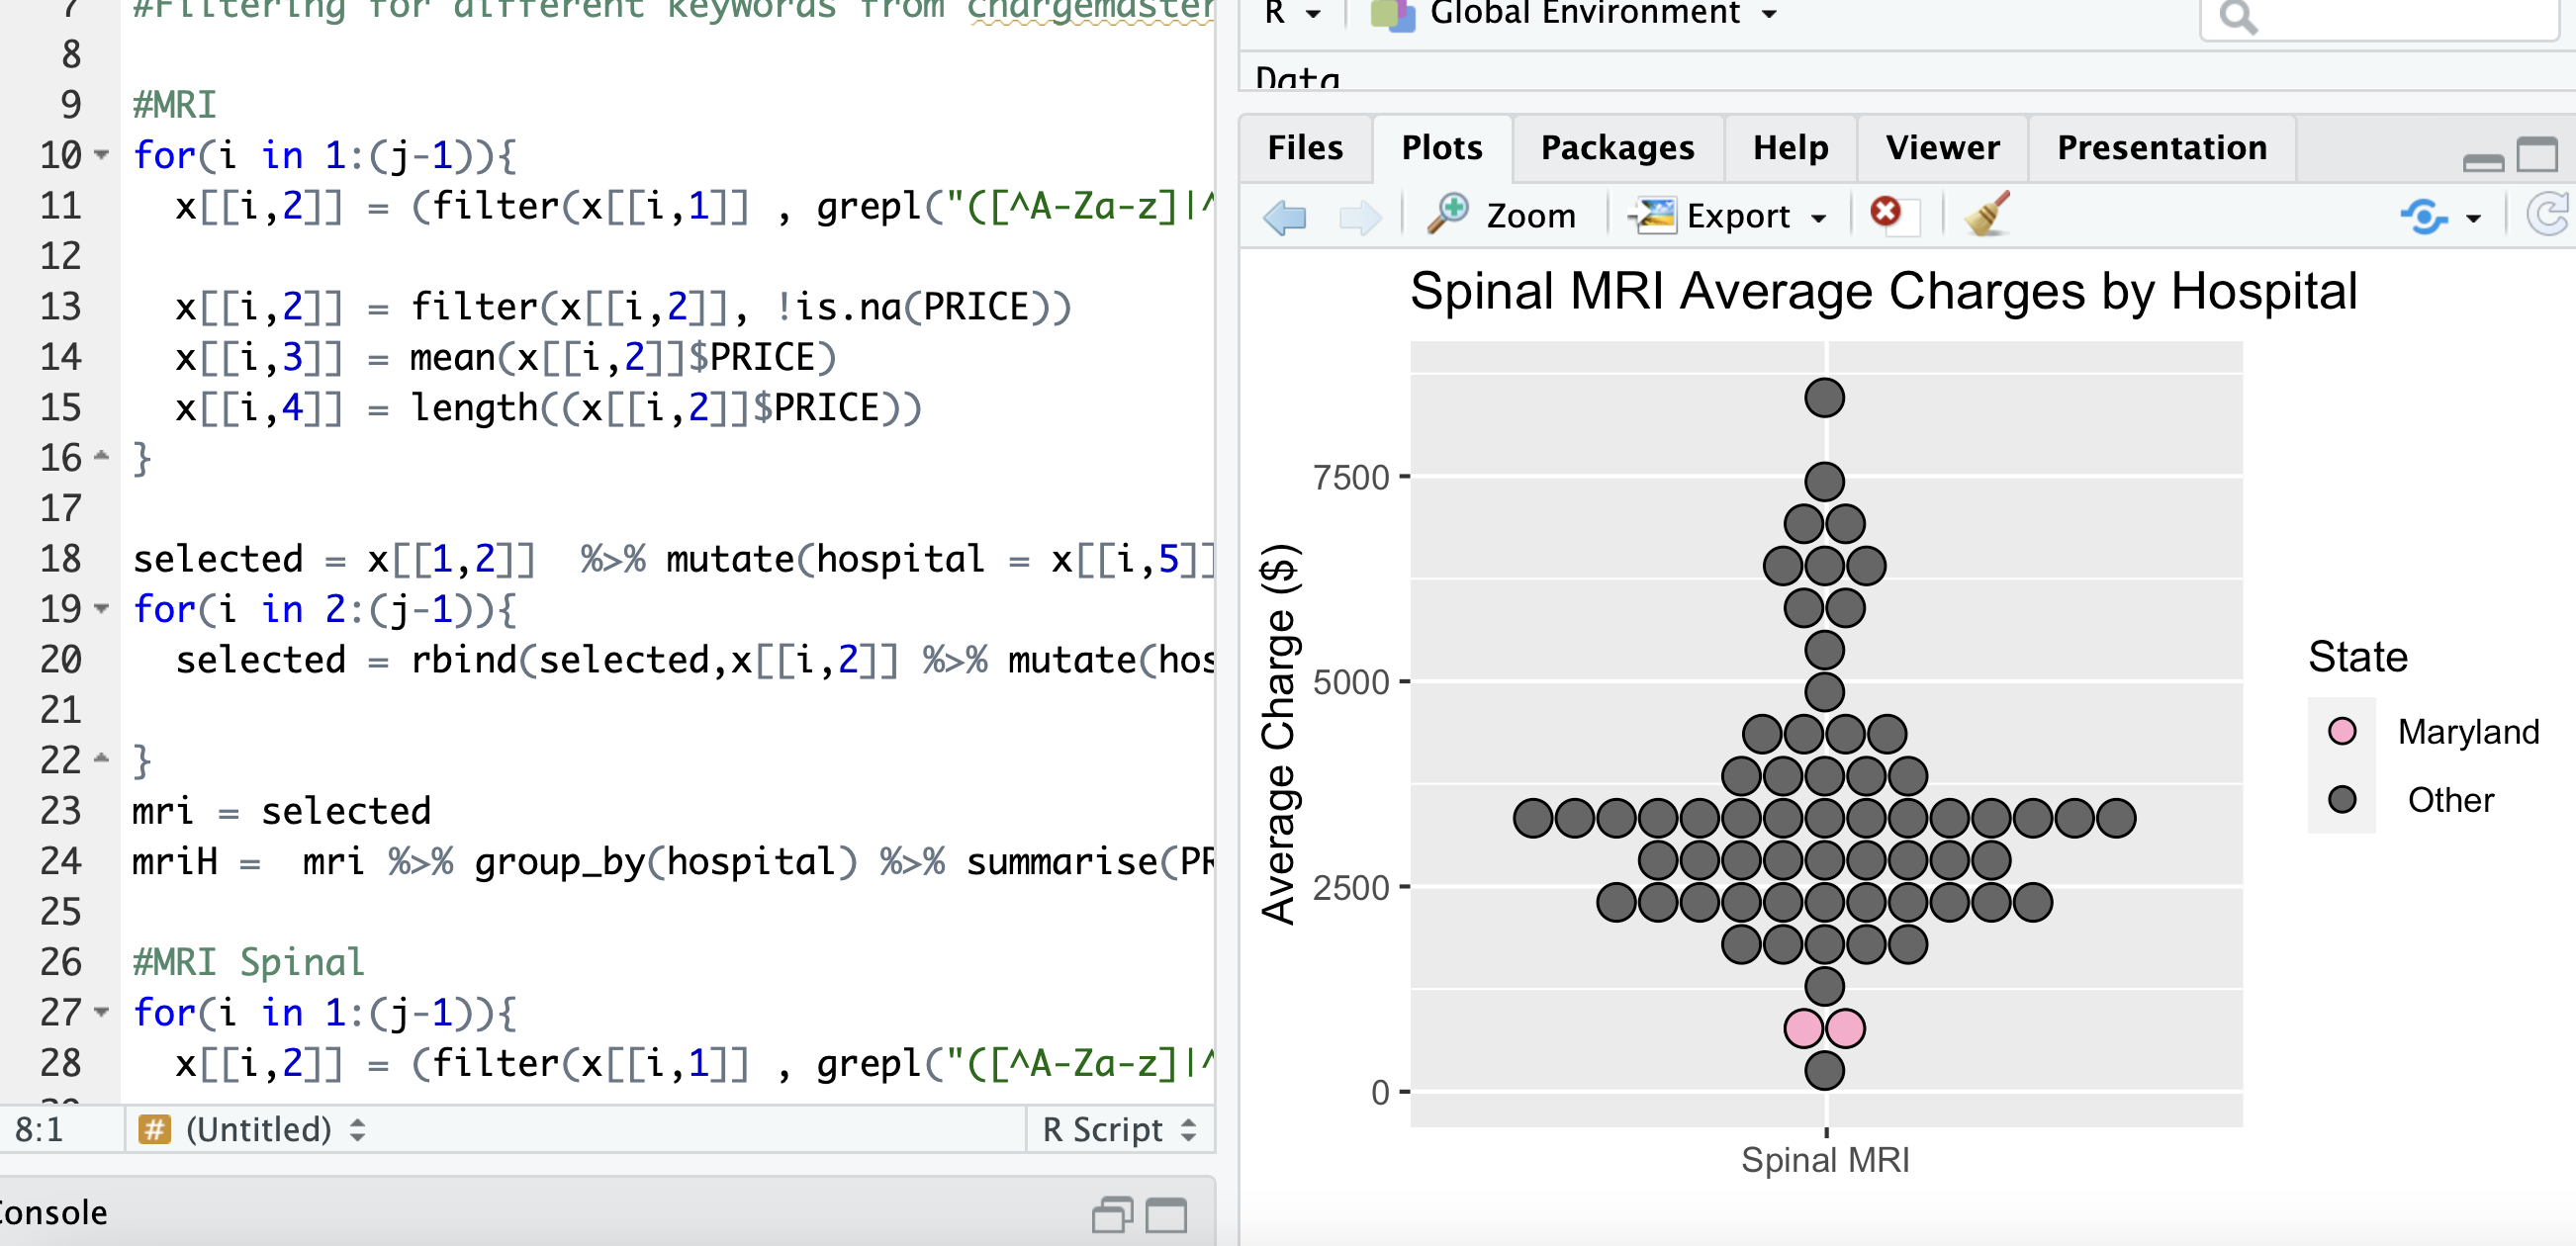 7 #Filtering for different keywords from chargemaster
8
9 #MRI
10 for(i in 1:(j-1)){
11 x[[i,2]] = (filter(x[[i,1]] , grepl("([^A-Za-z]|^
12
13 x[[i,2]] = filter(x[[i,2]], !is.na(PRICE))
14 x[[i,3]] = mean(x[[i,2]]$PRICE)
15 x[[i,4]] = length((x[[i,2]]$PRICE))
16 }
17
18 selected = x[[1,2]] %>% mutate(hospital = x[[i,5]]
19 for(i in 2:(j-1)){
20 selected = rbind(selected,x[[i,2]] %>% mutate(hos
21
22 }
23 mri = selected
24 mriH = mri %>% group_by(hospital) %>% summarise(PR
25
26 #MRI Spinal
27 for(i in 1:(j-1)){
28 x[[i,2]] = (filter(x[[i,1]] , grepl("([^A-Za-z]|^
8:1 # (Untitled) R Script
Console
R Global Environment
Data
Files Plots Packages Help Viewer Presentation
Zoom Export
Spinal MRI Average Charges by Hospital
Average Charge ($)
7500
5000
2500
0
Spinal MRI
State
Maryland
Other